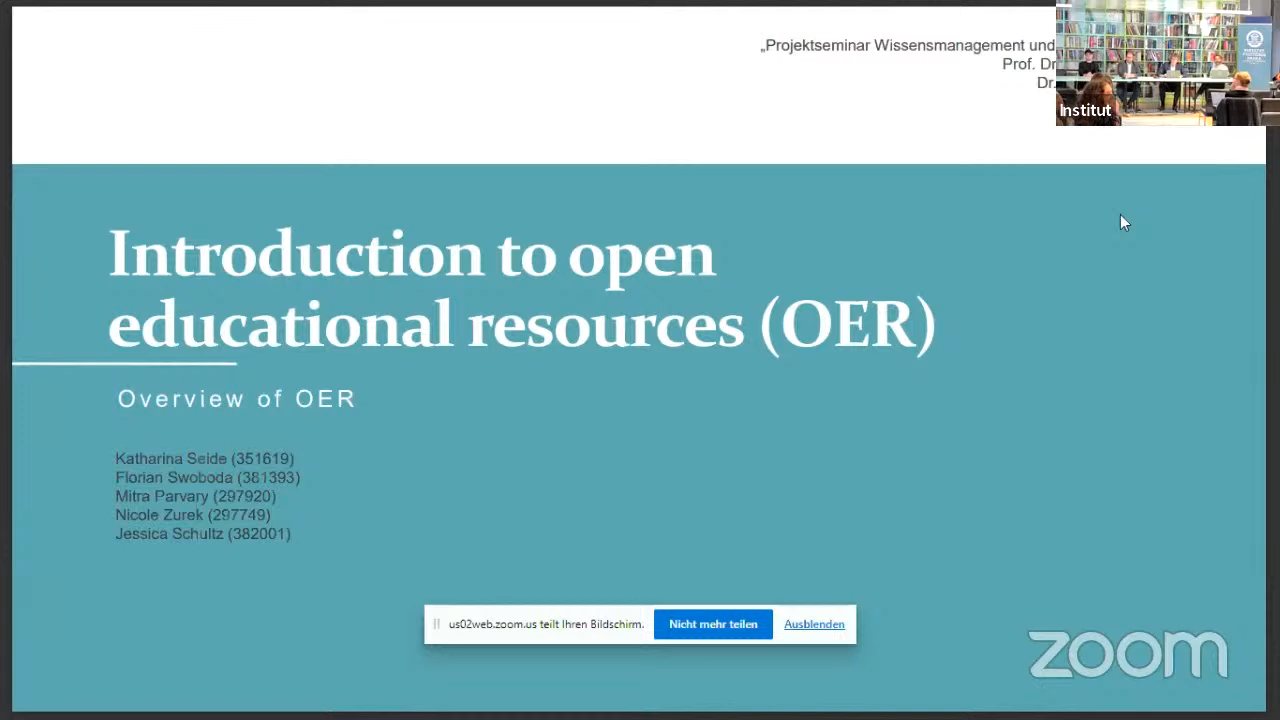 „Projektseminar Wissensmanagement und
Prof. Dr
Dr.
Institut
Introduction to open
educational resources (OER)
Overview of OER
Katharina Seide (351619)
Florian Swoboda (381393)
Mitra Parvary (297920)
Nicole Zurek (297749)
Jessica Schultz (382001)
us02web.zoom.us teilt Ihren Bildschirm.
Nicht mehr teilen
Ausblenden
zoom